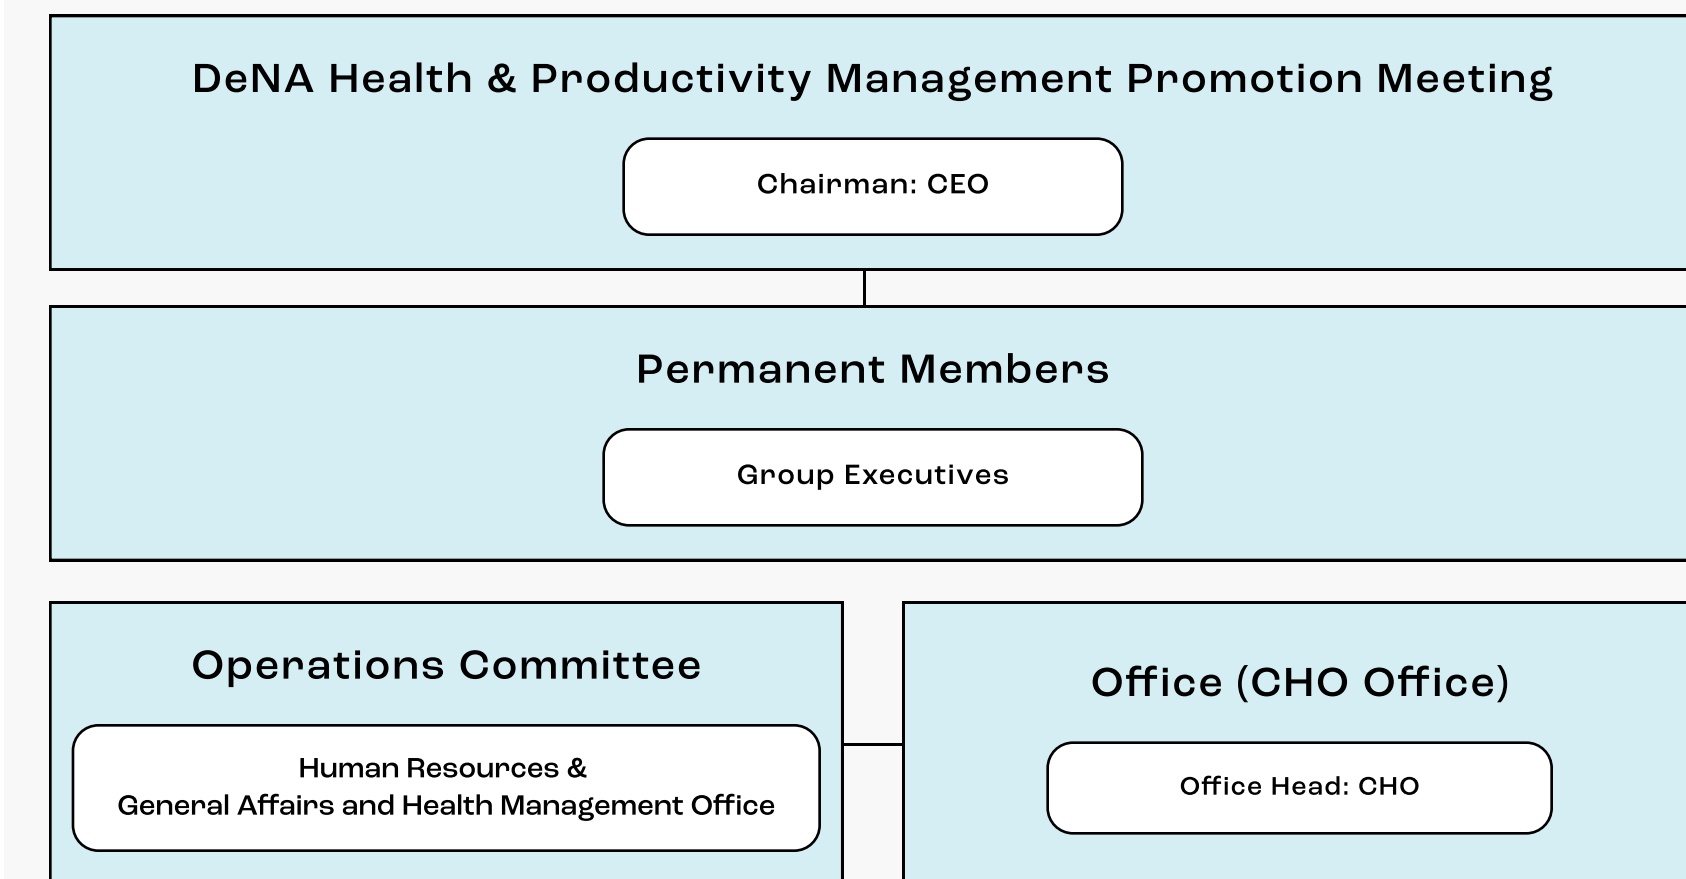 DeNA Health & Productivity Management Promotion Meeting
Chairman: CEO
Permanent Members
Group Executives
Operations Committee
Human Resources &
General Affairs and Health Management Office
Office (CHO Office)
Office Head: CHO